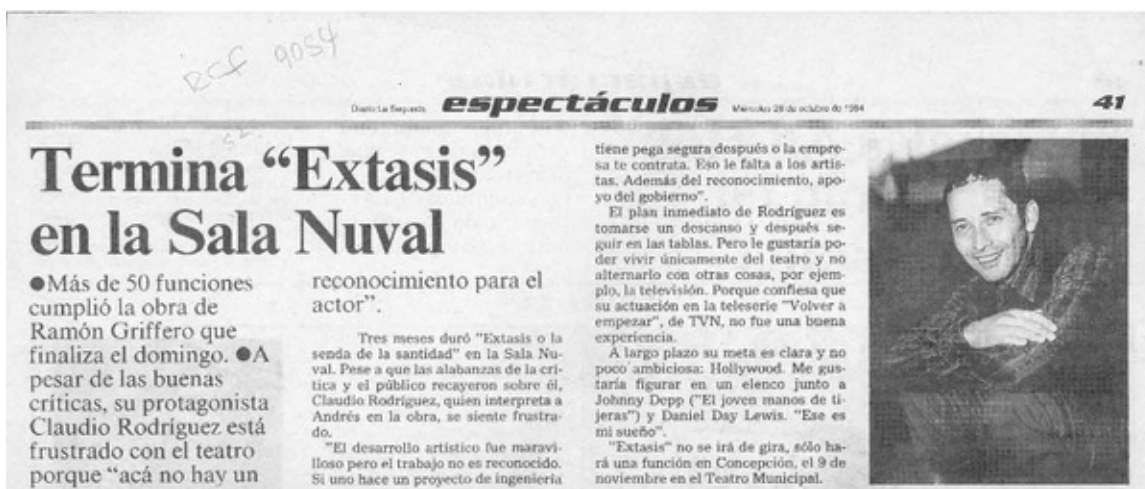 RCF 9054
Diario La Segunda
espectáculos
Miércoles 26 de octubre de 1994
41
Termina “Extasis”
en la Sala Nuval
●Más de 50 funciones
cumplió la obra de
Ramón Griffero que
finaliza el domingo. ●A
pesar de las buenas
críticas, su protagonista
Claudio Rodríguez está
frustrado con el teatro
porque “acá no hay un
reconocimiento para el
actor”.
Tres meses duró "Extasis o la
senda de la santidad" en la Sala Nu-
val. Pese a que las alabanzas de la crí-
tica y el público recayeron sobre él,
Claudio Rodríguez, quien interpreta a
Andrés en la obra, se siente frustra-
do.
"El desarrollo artístico fue maravi-
lloso pero el trabajo no es reconocido.
Si uno hace un proyecto de ingeniería
tiene pega segura después o la empre-
sa te contrata. Eso le falta a los artis-
tas. Además del reconocimiento, apo-
yo del gobierno".
El plan inmediato de Rodríguez es
tomarse un descanso y después se-
guir en las tablas. Pero le gustaría po-
der vivir únicamente del teatro y no
alternarlo con otras cosas, por ejem-
plo, la televisión. Porque confiesa que
su actuación en la teleserie "Volver a
empezar", de TVN, no fue una buena
experiencia.
A largo plazo su meta es clara y no
poco ambiciosa: Hollywood. Me gus-
taría figurar en un elenco junto a
Johnny Depp ("El joven manos de ti-
jeras") y Daniel Day Lewis. "Ese es
mi sueño".
"Extasis" no se irá de gira, sólo ha-
rá una función en Concepción, el 9 de
noviembre en el Teatro Municipal.